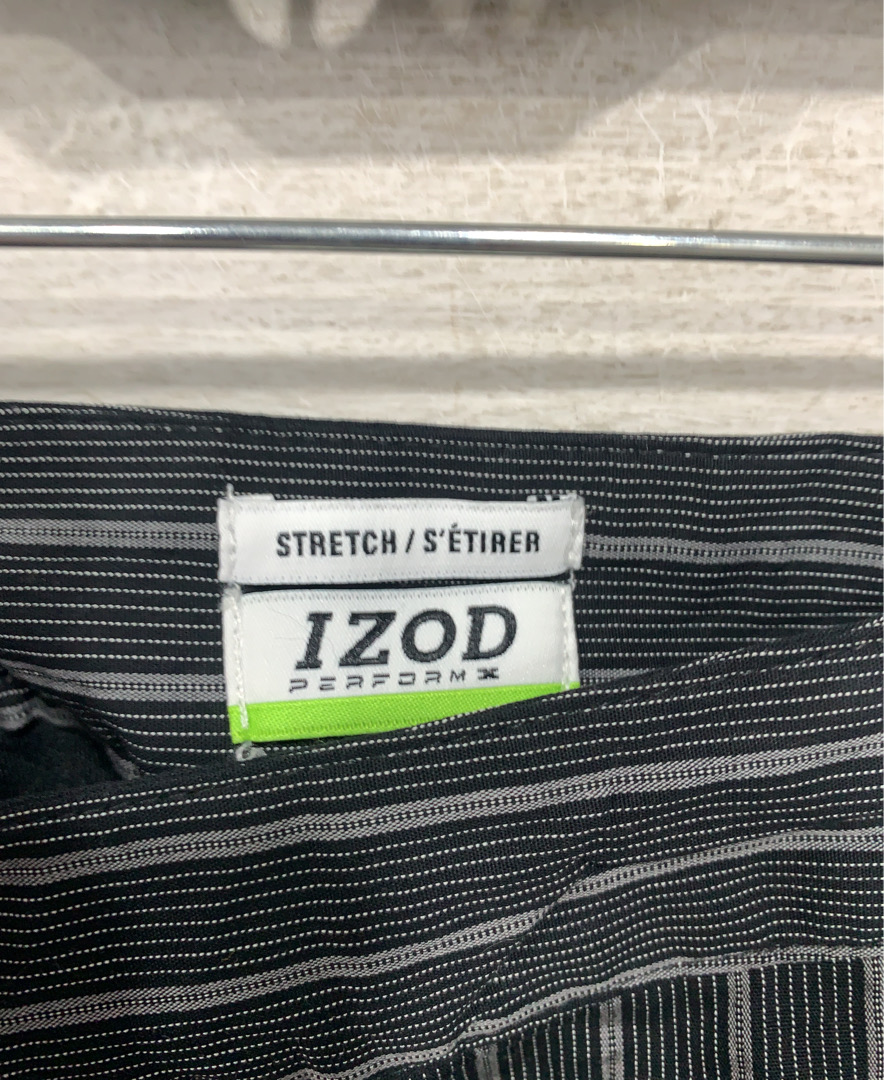 STRETCH / S'ÉTIRER
IZOD
PERFORM X